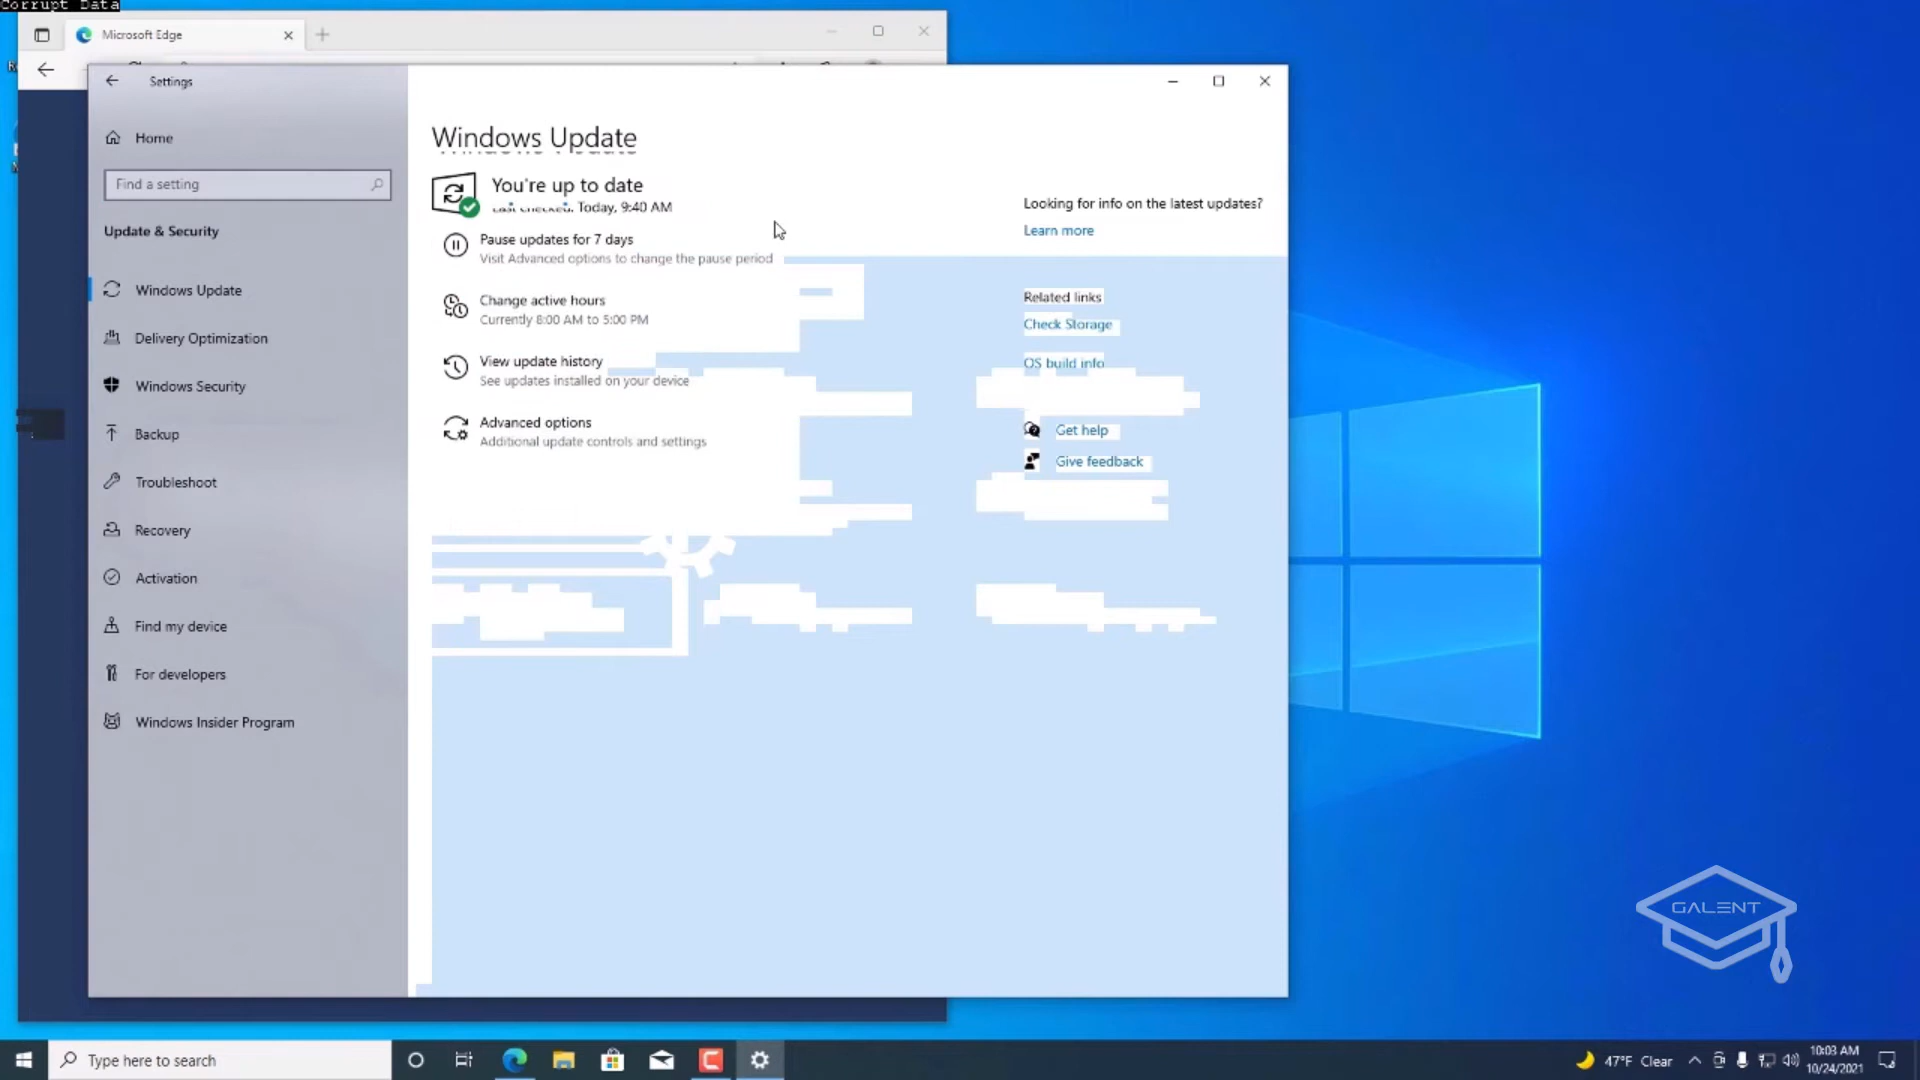 Corrupt Data
Microsoft Edge
Settings
Home
Find a setting
Update & Security
Windows Update
Delivery Optimization
Windows Security
Backup
Troubleshoot
Recovery
Activation
Find my device
For developers
Windows Insider Program
Windows Update
You're up to date
Today, 9:40 AM
Pause updates for 7 days
Visit Advanced options to change the pause period
Change active hours
Currently 8:00 AM to 5:00 PM
View update history
See updates installed on your device
Advanced options
Additional update controls and settings
Looking for info on the latest updates?
Learn more
Related links
Check Storage
OS build info
Get help
Give feedback
GALENT
Type here to search
47°F Clear
10:03 AM
10/24/2021